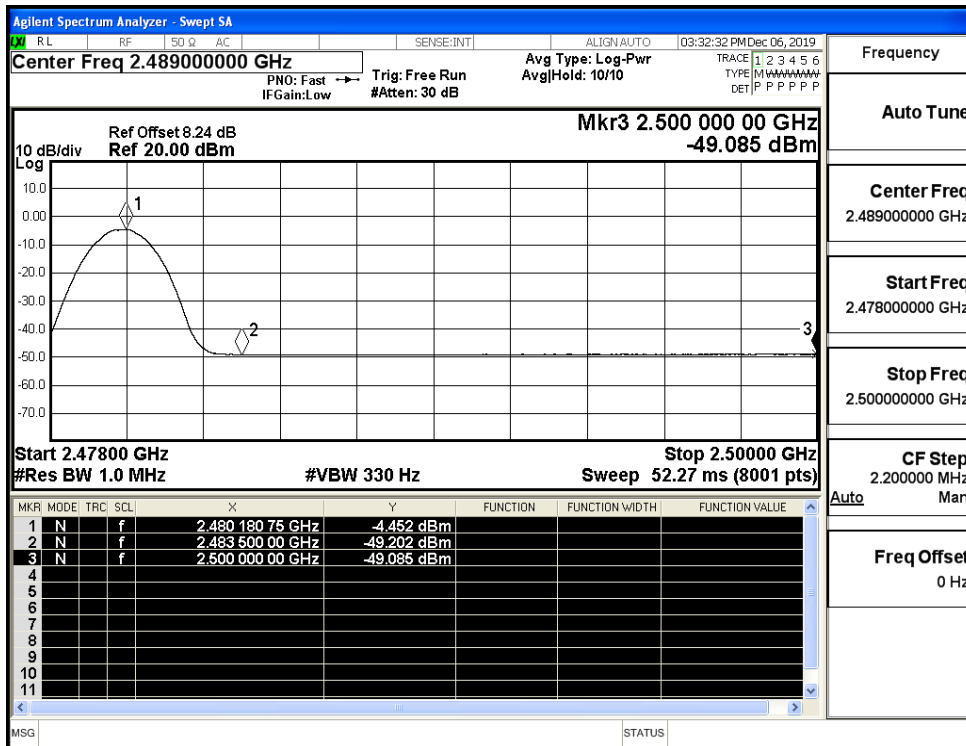 Agilent Spectrum Analyzer - Swept SA
LXI RL RF 50 Ω AC SENSE:INT ALIGNAUTO 03:32:32 PM Dec 06, 2019
Center Freq 2.489000000 GHz
PNO: Fast
IFGain:Low
Trig: Free Run
#Atten: 30 dB
Avg Type: Log-Pwr
Avg|Hold: 10/10
TRACE 1 2 3 4 5 6
TYPE M
DET P P P P P P
Ref Offset 8.24 dB
Ref 20.00 dBm
10 dB/div
Log
Mkr3 2.500 000 00 GHz
-49.085 dBm
10.0
0.00
-10.0
-20.0
-30.0
-40.0
-50.0
-60.0
-70.0
1
2
3
Start 2.47800 GHz Stop 2.50000 GHz
#Res BW 1.0 MHz #VBW 330 Hz Sweep 52.27 ms (8001 pts)
MKR MODE TRC SCL X Y FUNCTION FUNCTION WIDTH FUNCTION VALUE
1 N f 2.480 180 75 GHz -4.452 dBm
2 N f 2.483 500 00 GHz -49.202 dBm
3 N f 2.500 000 00 GHz -49.085 dBm
4
5
6
7
8
9
10
11
MSG STATUS
Frequency
Auto Tune
Center Freq
2.489000000 GHz
Start Freq
2.478000000 GHz
Stop Freq
2.500000000 GHz
CF Step
2.200000 MHz
Auto Man
Freq Offset
0 Hz